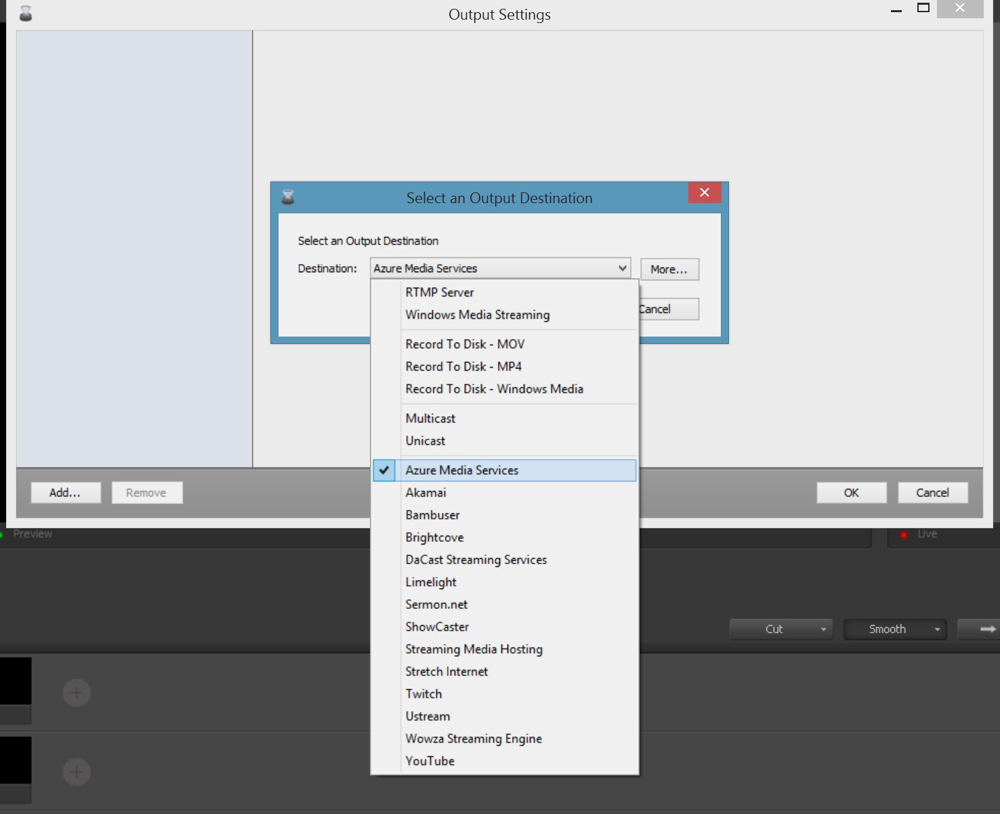 Output Settings
Select an Output Destination
Select an Output Destination
Destination:
Azure Media Services
More...
Cancel
RTMP Server
Windows Media Streaming
Record To Disk - MOV
Record To Disk - MP4
Record To Disk - Windows Media
Multicast
Unicast
Azure Media Services
Akamai
Bambuser
Brightcove
DaCast Streaming Services
Limelight
Sermon.net
ShowCaster
Streaming Media Hosting
Stretch Internet
Twitch
Ustream
Wowza Streaming Engine
YouTube
Add...
Remove
OK
Cancel
Preview
Live
Cut
Smooth